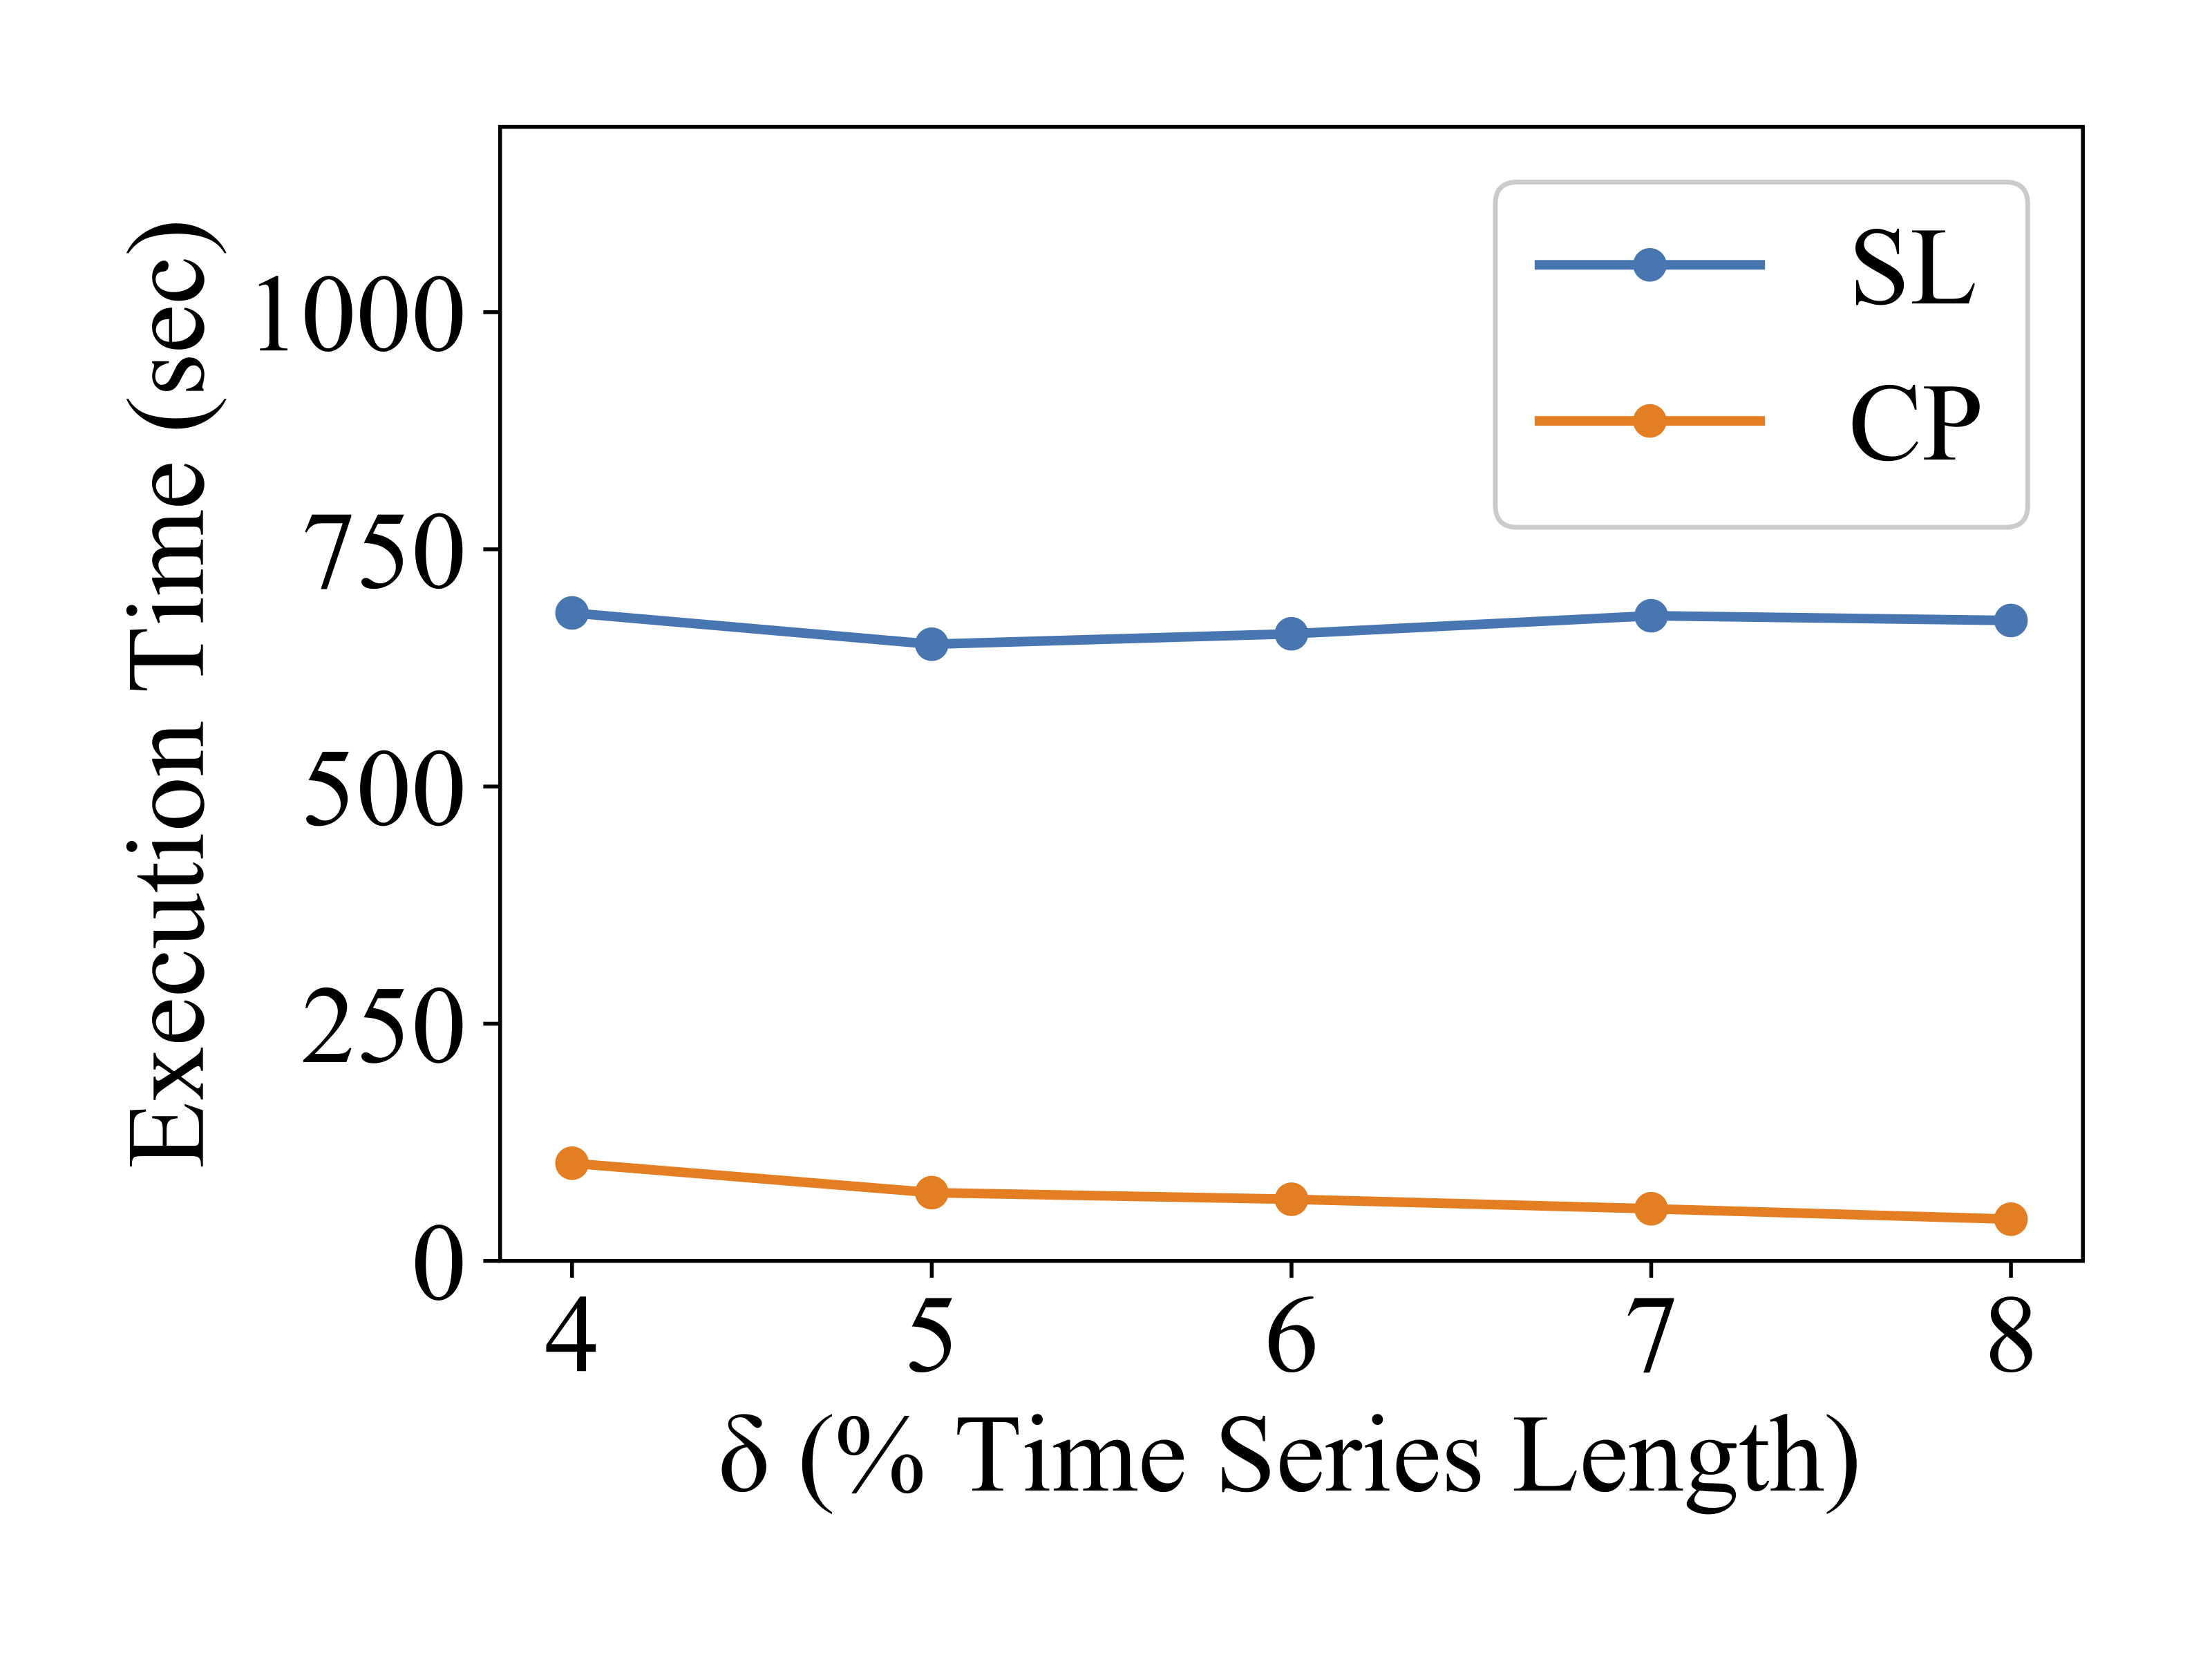 Execution Time (sec)
1000
750
500
250
0
SL
CP
4 5 6 7 8
δ (% Time Series Length)